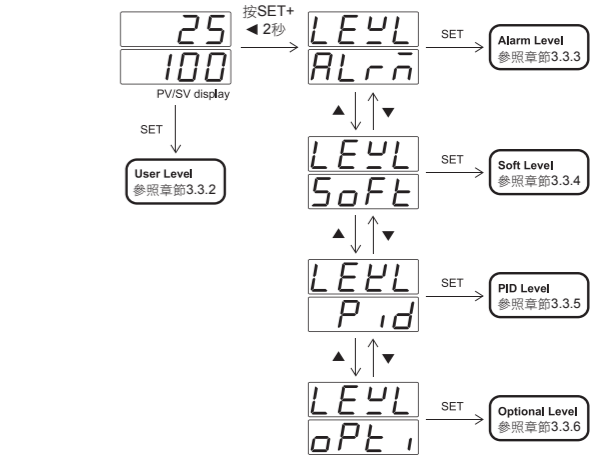 25
100
PV/SV display
按SET+
◀ 2秒
SET
User Level
參照章節3.3.2
LEVL
ALrm
SET
Alarm Level
參照章節3.3.3
▲ ▼
LEVL
SoFt
SET
Soft Level
參照章節3.3.4
▲ ▼
LEVL
Pid
SET
PID Level
參照章節3.3.5
▲ ▼
LEVL
oPti
SET
Optional Level
參照章節3.3.6